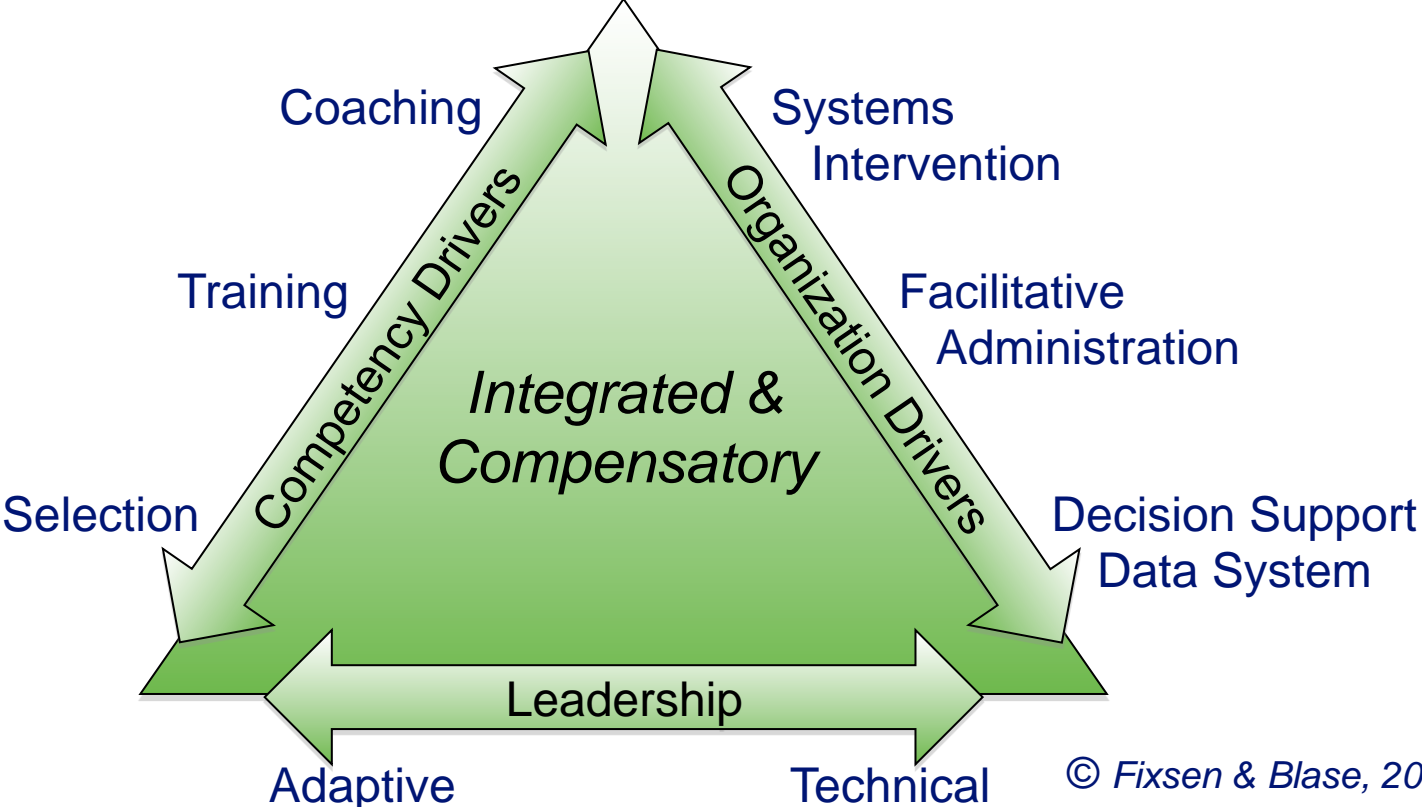 Coaching
Training
Selection
Competency Drivers
Systems
Intervention
Facilitative
Administration
Decision Support
Data System
Organization Drivers
Integrated &
Compensatory
Leadership
Adaptive
Technical
© Fixsen & Blase, 20